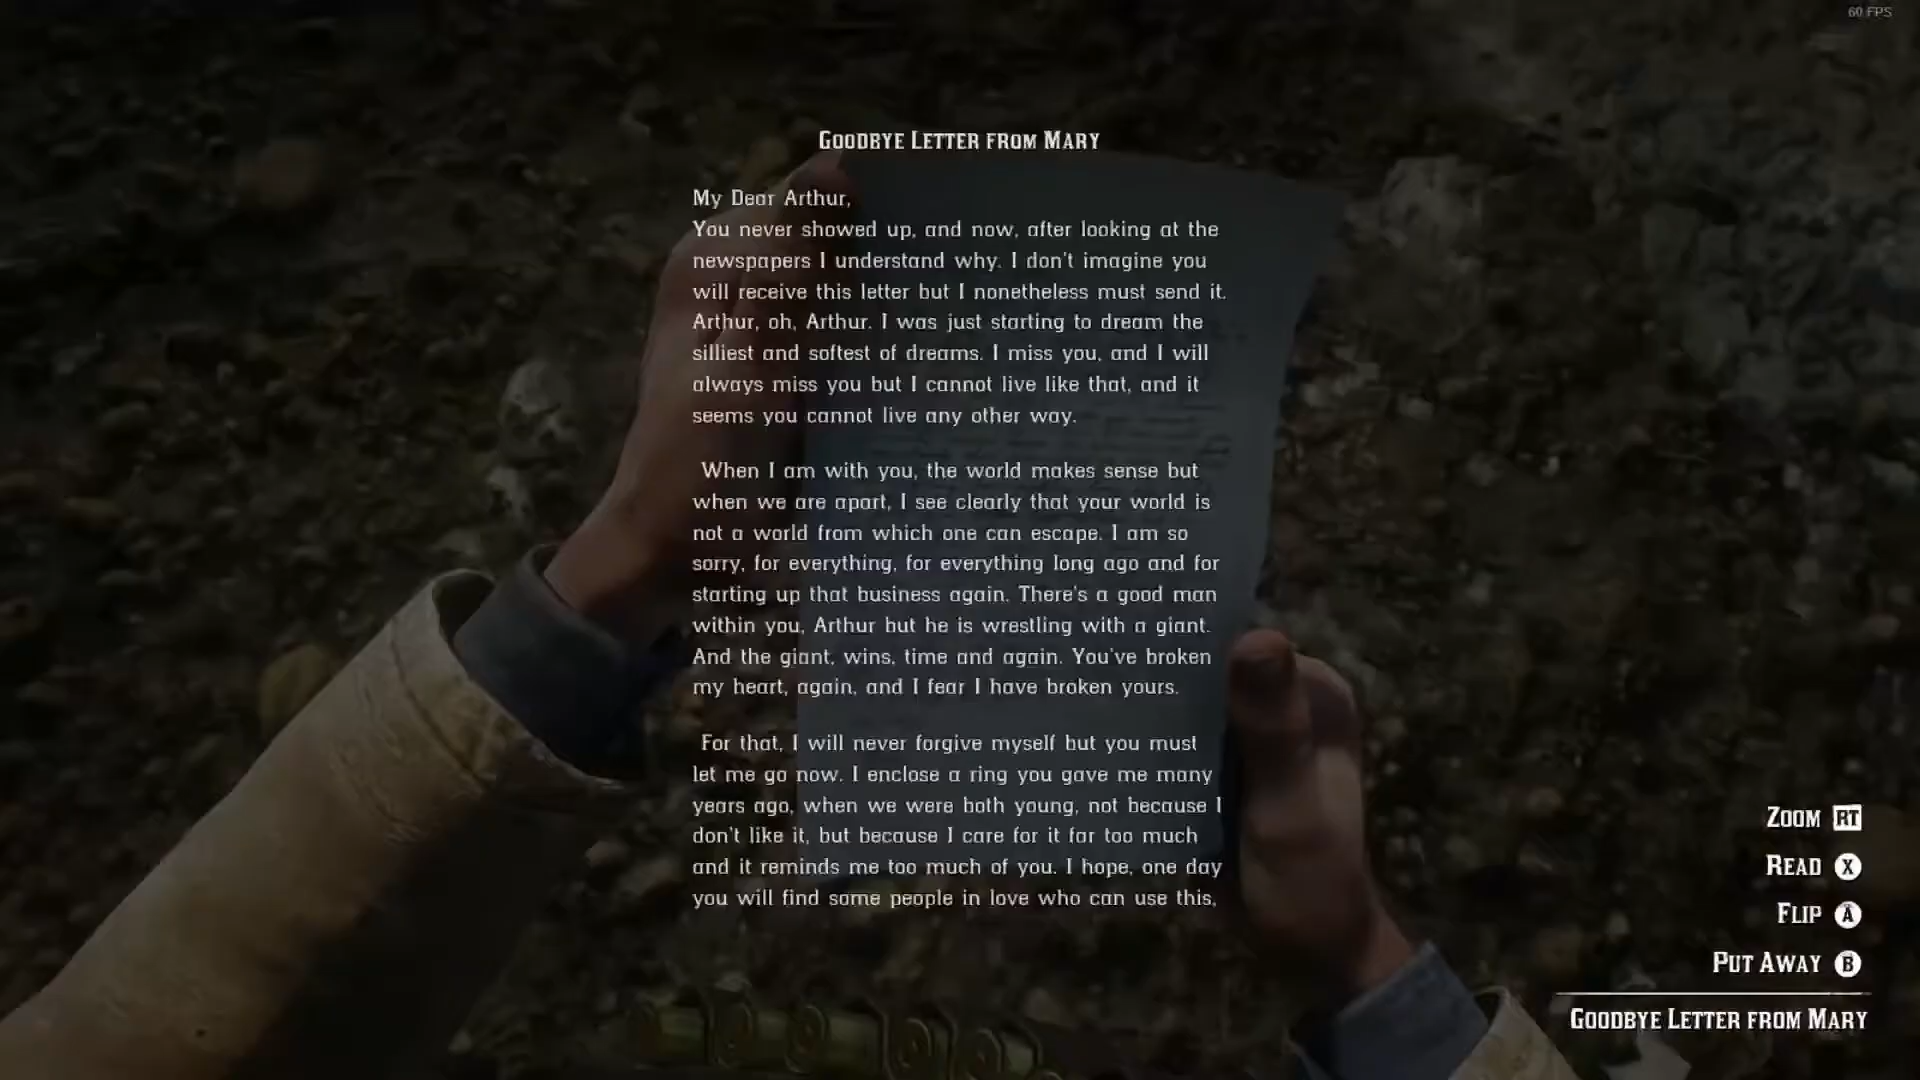 60 FPS
Goodbye Letter from Mary
My Dear Arthur,
You never showed up, and now, after looking at the
newspapers I understand why. I don't imagine you
will receive this letter but I nonetheless must send it.
Arthur, oh, Arthur. I was just starting to dream the
silliest and softest of dreams. I miss you, and I will
always miss you but I cannot live like that, and it
seems you cannot live any other way.
When I am with you, the world makes sense but
when we are apart, I see clearly that your world is
not a world from which one can escape. I am so
sorry, for everything, for everything long ago and for
starting up that business again. There's a good man
within you, Arthur but he is wrestling with a giant.
And the giant, wins, time and again. You've broken
my heart, again, and I fear I have broken yours.
For that, I will never forgive myself but you must
let me go now. I enclose a ring you gave me many
years ago, when we were both young, not because I
don't like it, but because I care for it far too much
and it reminds me too much of you. I hope, one day
you will find some people in love who can use this,
Zoom RT
Read X
Flip A
Put Away B
Goodbye Letter from Mary